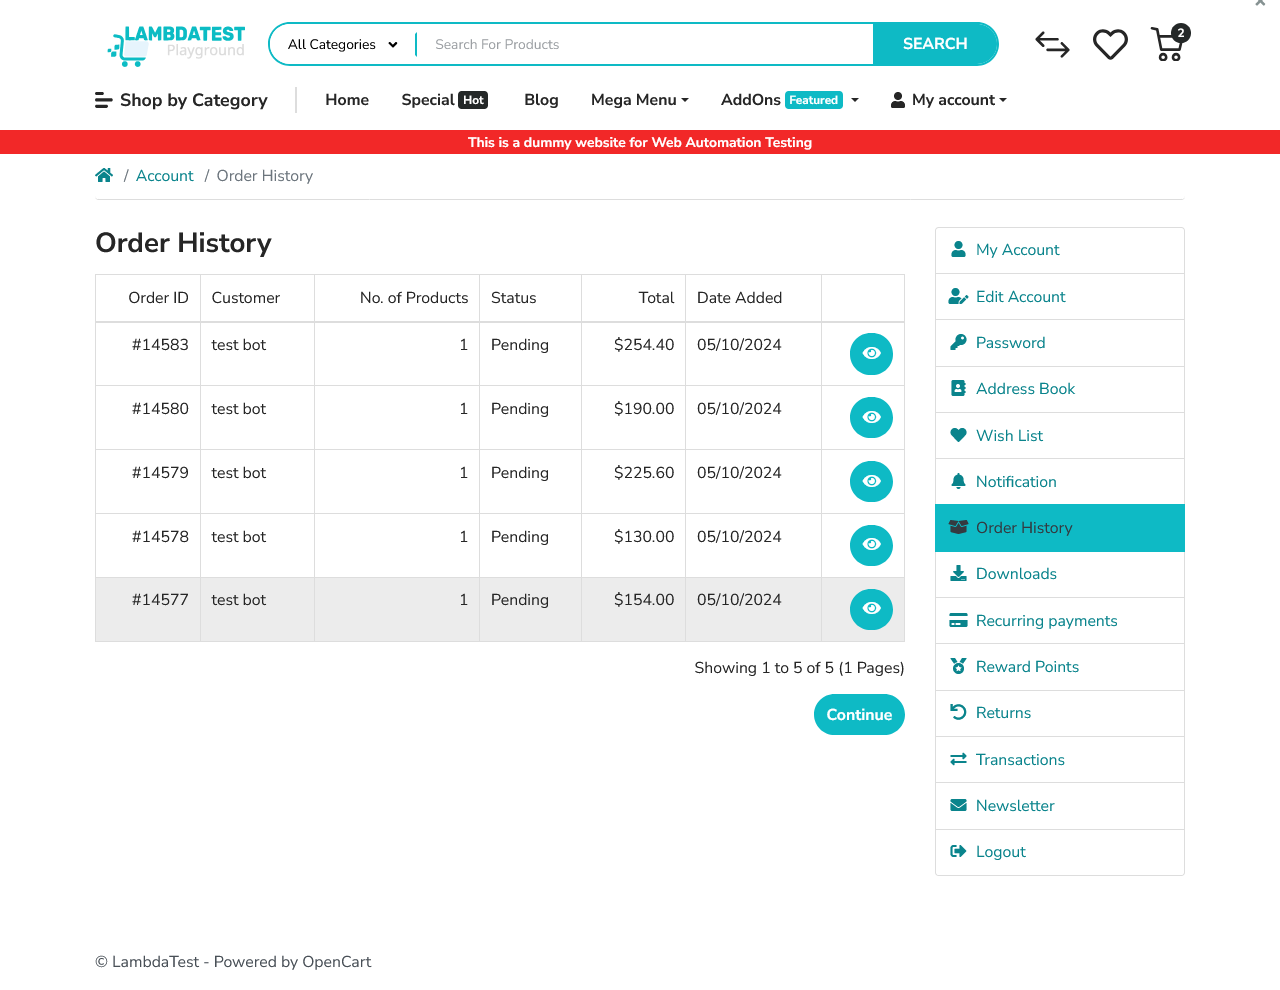 LAMBDATEST
Playground
All Categories
Search For Products
SEARCH
2
Shop by Category
Home
Special Hot
Blog
Mega Menu
AddOns Featured
My account
This is a dummy website for Web Automation Testing
/ Account / Order History
Order History
Order ID Customer No. of Products Status Total Date Added
#14583 test bot 1 Pending $254.40 05/10/2024
#14580 test bot 1 Pending $190.00 05/10/2024
#14579 test bot 1 Pending $225.60 05/10/2024
#14578 test bot 1 Pending $130.00 05/10/2024
#14577 test bot 1 Pending $154.00 05/10/2024
Showing 1 to 5 of 5 (1 Pages)
Continue
My Account
Edit Account
Password
Address Book
Wish List
Notification
Order History
Downloads
Recurring payments
Reward Points
Returns
Transactions
Newsletter
Logout
© LambdaTest - Powered by OpenCart